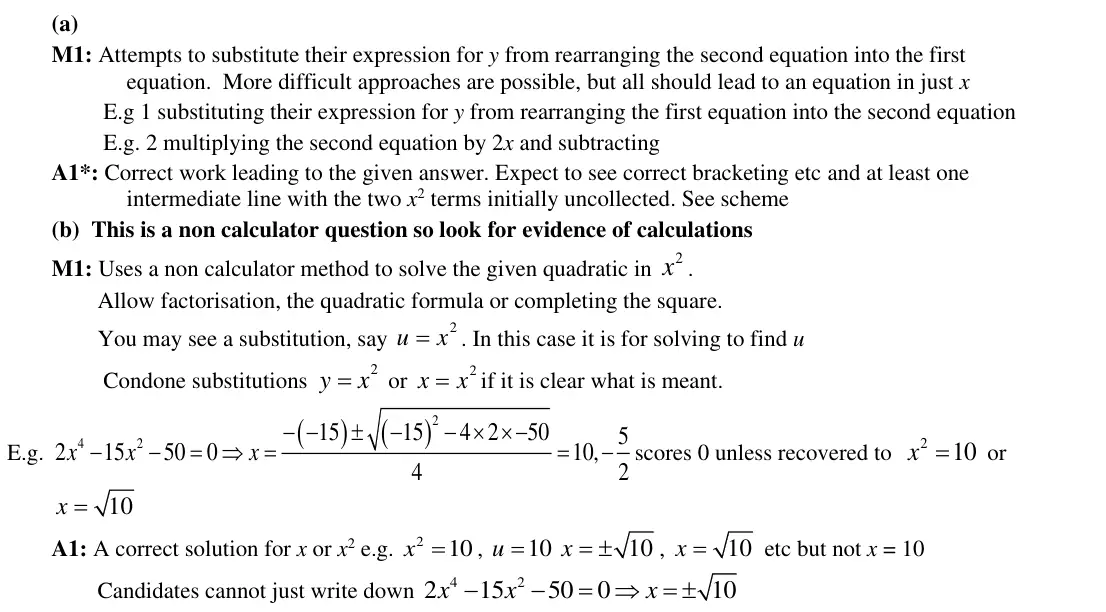 (a)
M1: Attempts to substitute their expression for y from rearranging the second equation into the first
equation.  More difficult approaches are possible, but all should lead to an equation in just x
E.g 1 substituting their expression for y from rearranging the first equation into the second equation
E.g. 2 multiplying the second equation by 2x and subtracting
A1*: Correct work leading to the given answer. Expect to see correct bracketing etc and at least one
intermediate line with the two x² terms initially uncollected. See scheme
(b)  This is a non calculator question so look for evidence of calculations
M1: Uses a non calculator method to solve the given quadratic in x².
Allow factorisation, the quadratic formula or completing the square.
You may see a substitution, say u = x². In this case it is for solving to find u
Condone substitutions y = x² or x = x² if it is clear what is meant.
E.g. 2x⁴ −15x² −50 = 0 ⇒ x = (−(−15) ± √((−15)² − 4×2×−50))/4 = 10, −5/2 scores 0 unless recovered to x² = 10 or
x = √10
A1: A correct solution for x or x² e.g. x² = 10, u = 10 x = ±√10, x = √10 etc but not x = 10
Candidates cannot just write down 2x⁴ −15x² −50 = 0 ⇒ x = ±√10